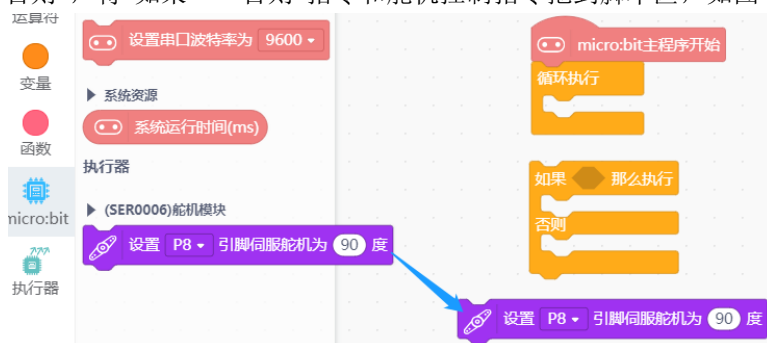 运算符
变量
函数
micro:bit
执行器
设置串口波特率为 9600
系统资源
系统运行时间(ms)
执行器
(SER0006)舵机模块
设置 P8 引脚伺服舵机为 90 度
micro:bit主程序开始
循环执行
如果 那么执行
否则
设置 P8 引脚伺服舵机为 90 度